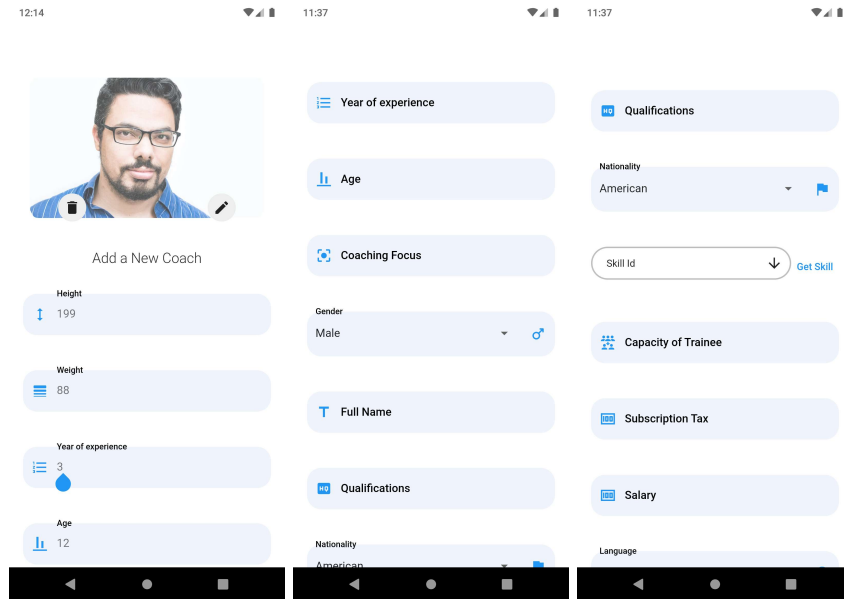 12:14
Add a New Coach
Height
199
Weight
88
Year of experience
3
Age
12
11:37
Year of experience
Age
Coaching Focus
Gender
Male
Full Name
HQ
Qualifications
Nationality
American
11:37
HQ
Qualifications
Nationality
American
Skill Id
Get Skill
Capacity of Trainee
Subscription Tax
Salary
Language